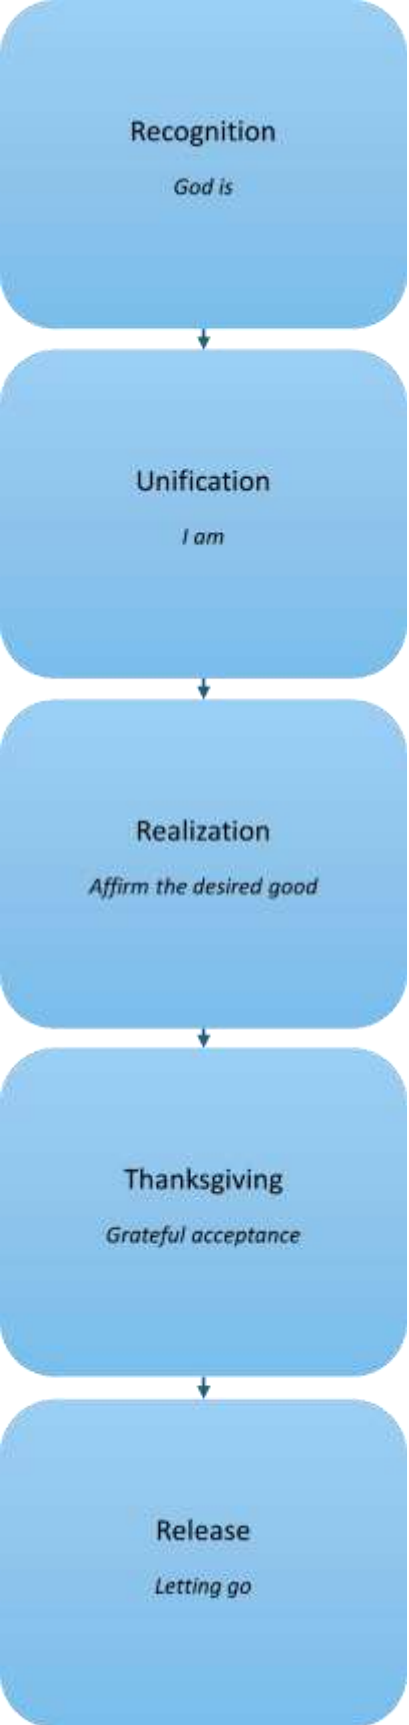 Recognition
God is
Unification
I am
Realization
Affirm the desired good
Thanksgiving
Grateful acceptance
Release
Letting go